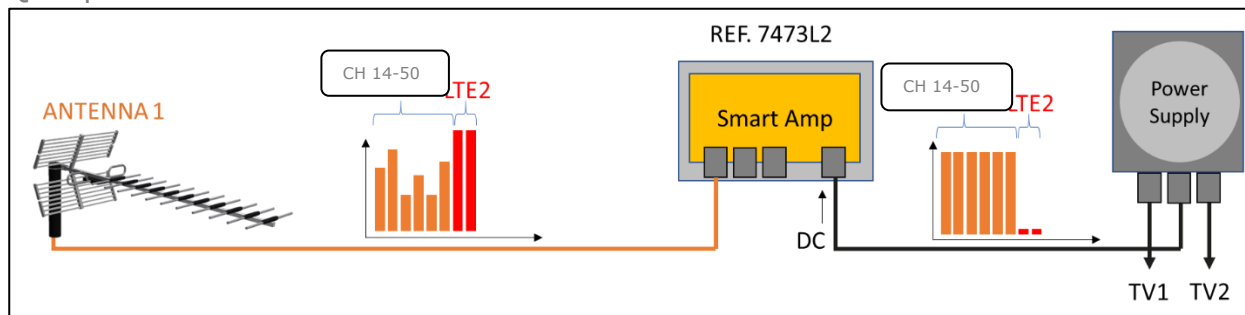 REF. 7473L2
CH 14-50
LTE2
ANTENNA 1
Smart Amp
CH 14-50
LTE2
Power
Supply
DC
TV1
TV2